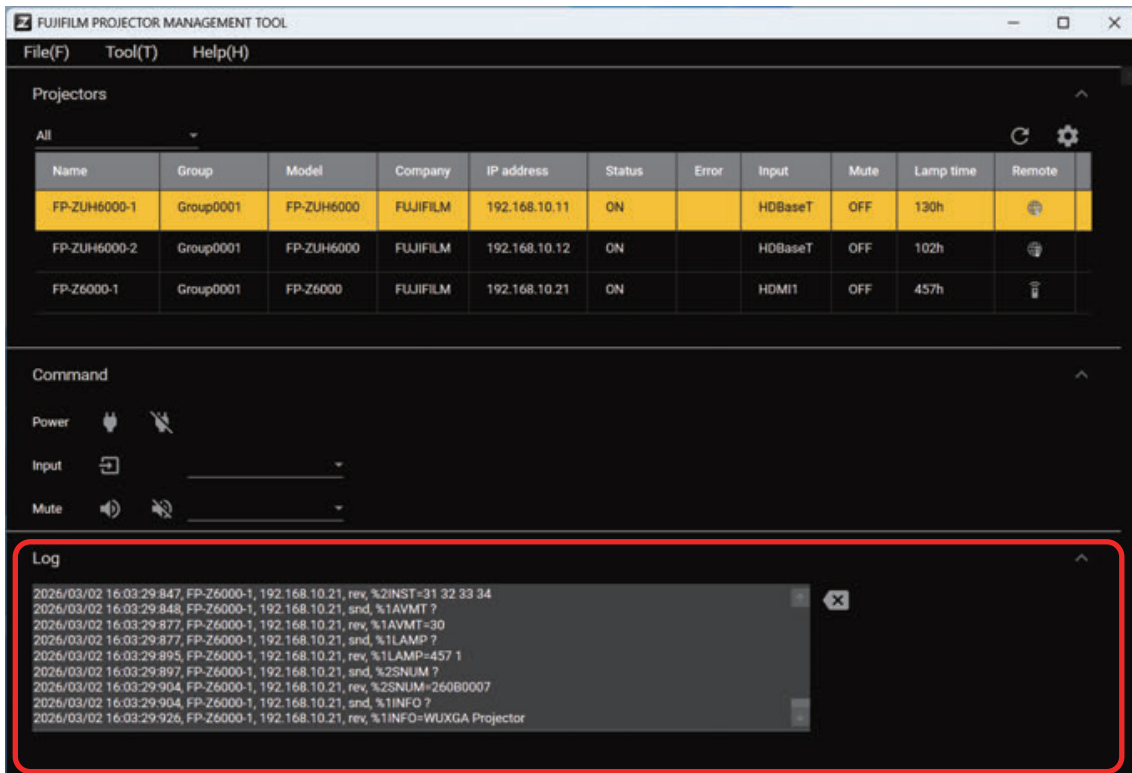 FUJIFILM PROJECTOR MANAGEMENT TOOL
File(F) Tool(T) Help(H)
Projectors
All
Name Group Model Company IP address Status Error Input Mute Lamp time Remote
FP-ZUH6000-1 Group0001 FP-ZUH6000 FUJIFILM 192.168.10.11 ON HDBaseT OFF 130h
FP-ZUH6000-2 Group0001 FP-ZUH6000 FUJIFILM 192.168.10.12 ON HDBaseT OFF 102h
FP-Z6000-1 Group0001 FP-Z6000 FUJIFILM 192.168.10.21 ON HDMI1 OFF 457h
Command
Power
Input
Mute
Log
2026/03/02 16:03:29:847, FP-Z6000-1, 192.168.10.21, rev, %2INST=31 32 33 34
2026/03/02 16:03:29:848, FP-Z6000-1, 192.168.10.21, snd, %1AVMT ?
2026/03/02 16:03:29:877, FP-Z6000-1, 192.168.10.21, rev, %1AVMT=30
2026/03/02 16:03:29:877, FP-Z6000-1, 192.168.10.21, snd, %1LAMP ?
2026/03/02 16:03:29:895, FP-Z6000-1, 192.168.10.21, rev, %1LAMP=457 1
2026/03/02 16:03:29:897, FP-Z6000-1, 192.168.10.21, snd, %2SNUM ?
2026/03/02 16:03:29:904, FP-Z6000-1, 192.168.10.21, rev, %2SNUM=260B0007
2026/03/02 16:03:29:904, FP-Z6000-1, 192.168.10.21, snd, %1INFO ?
2026/03/02 16:03:29:926, FP-Z6000-1, 192.168.10.21, rev, %1INFO=WUXGA Projector